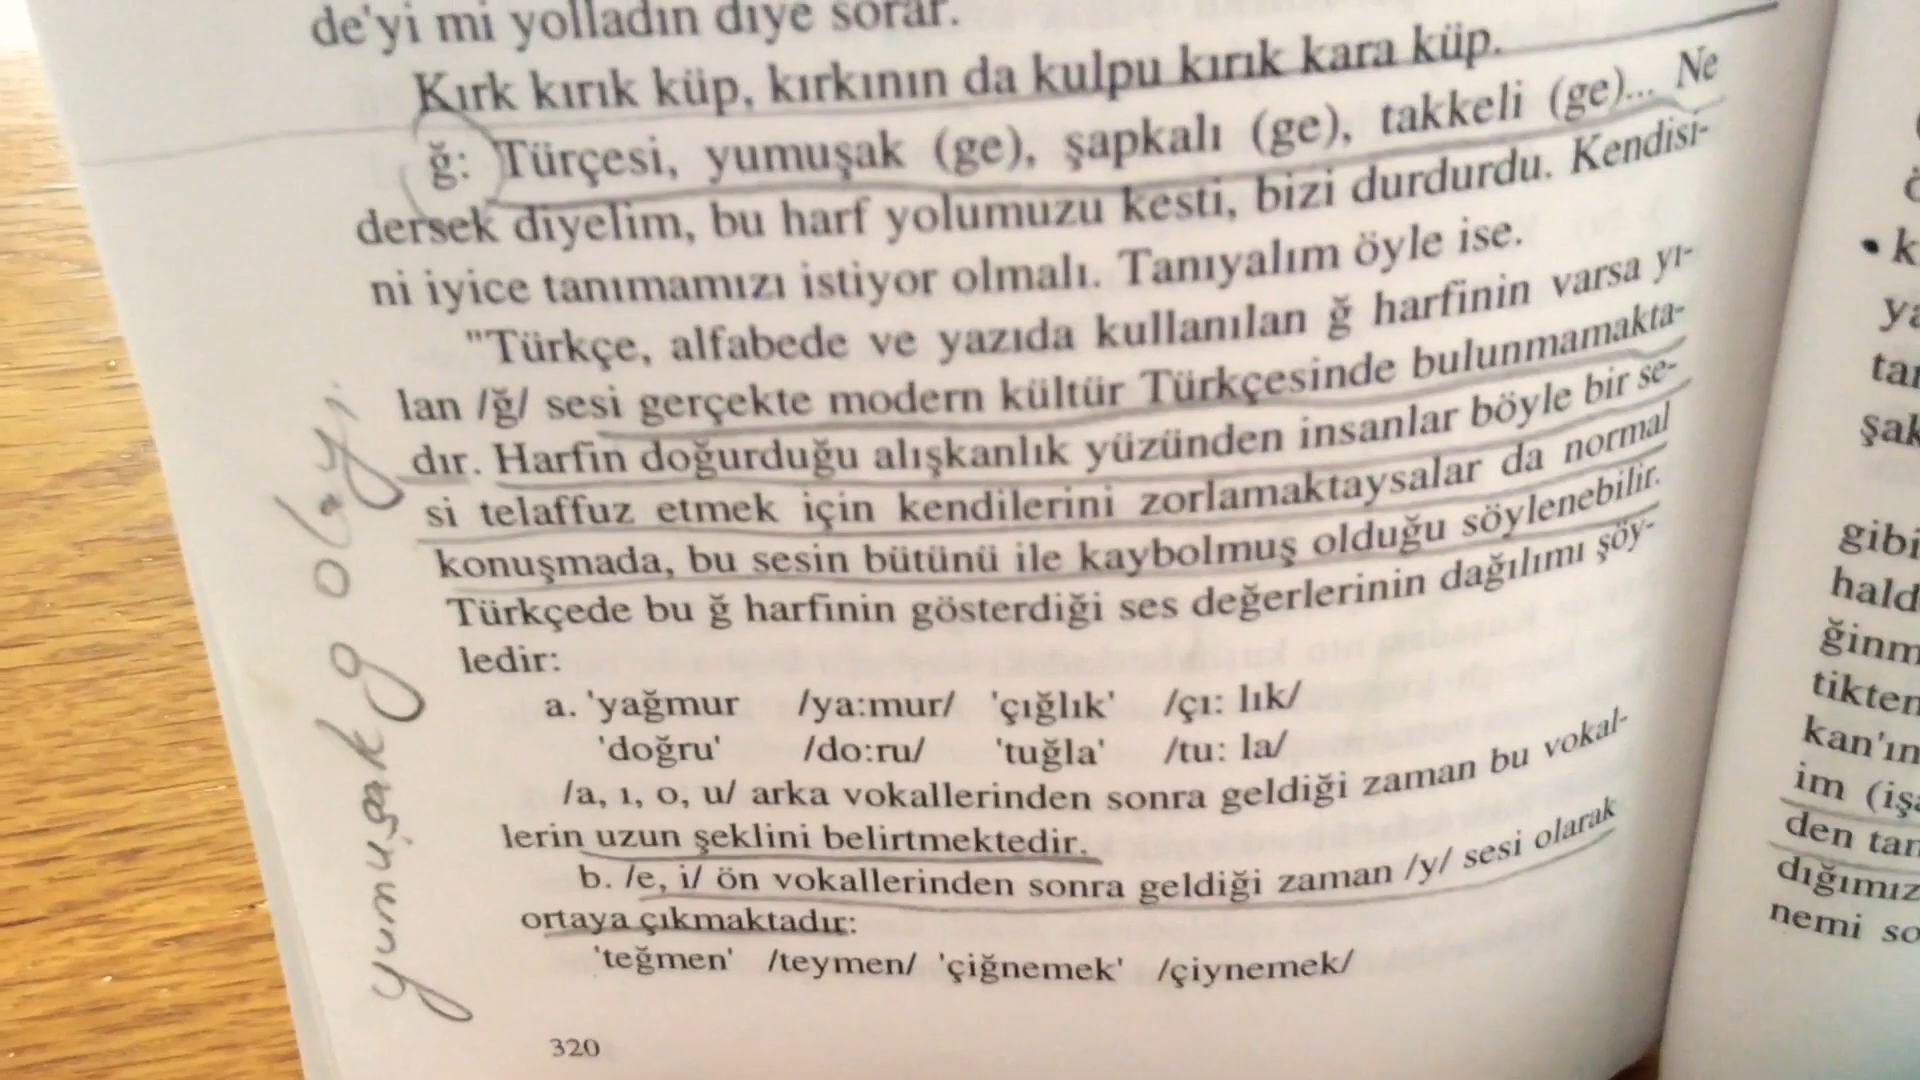 de'yi mi yolladın diye sorar.
Kırk kırık küp, kırkının da kulpu kırık kara küp.
ğ: Türçesi, yumuşak (ge), şapkalı (ge), takkeli (ge)... Ne
dersek diyelim, bu harf yolumuzu kesti, bizi durdurdu. Kendisi-
ni iyice tanımamızı istiyor olmalı. Tanıyalım öyle ise.
"Türkçe, alfabede ve yazıda kullanılan ğ harfinin varsa yı-
lan /ğ/ sesi gerçekte modern kültür Türkçesinde bulunmamakta-
dır. Harfin doğurduğu alışkanlık yüzünden insanlar böyle bir se-
si telaffuz etmek için kendilerini zorlamaktaysalar da normal
konuşmada, bu sesin bütünü ile kaybolmuş olduğu söylenebilir.
Türkçede bu ğ harfinin gösterdiği ses değerlerinin dağılımı şöy-
ledir:
a. 'yağmur /ya:mur/ 'çığlık' /çı: lık/
'doğru' /do:ru/ 'tuğla' /tu: la/
/a, ı, o, u/ arka vokallerinden sonra geldiği zaman bu vokal-
lerin uzun şeklini belirtmektedir.
b. /e, i/ ön vokallerinden sonra geldiği zaman /y/ sesi olarak
ortaya çıkmaktadır:
'teğmen' /teymen/ 'çiğnemek' /çiynemek/
320
yumuşak g olayı
• k
ya
şak
gibi
hald
ğinm
tikten
kan'ın
im (işa
den tan
dığımız
nemi so